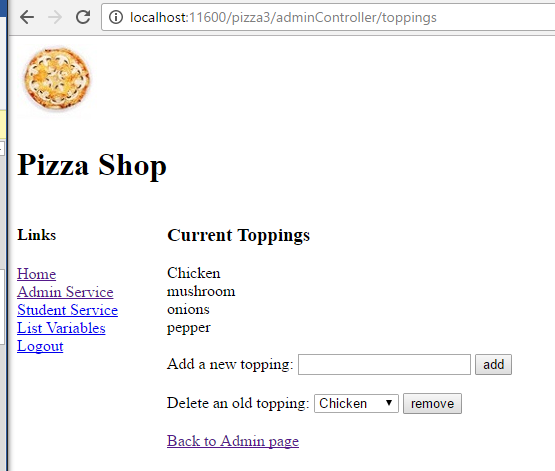 localhost:11600/pizza3/adminController/toppings
Pizza Shop
Links
Home
Admin Service
Student Service
List Variables
Logout
Current Toppings
Chicken
mushroom
onions
pepper
Add a new topping: add
Delete an old topping: Chicken remove
Back to Admin page